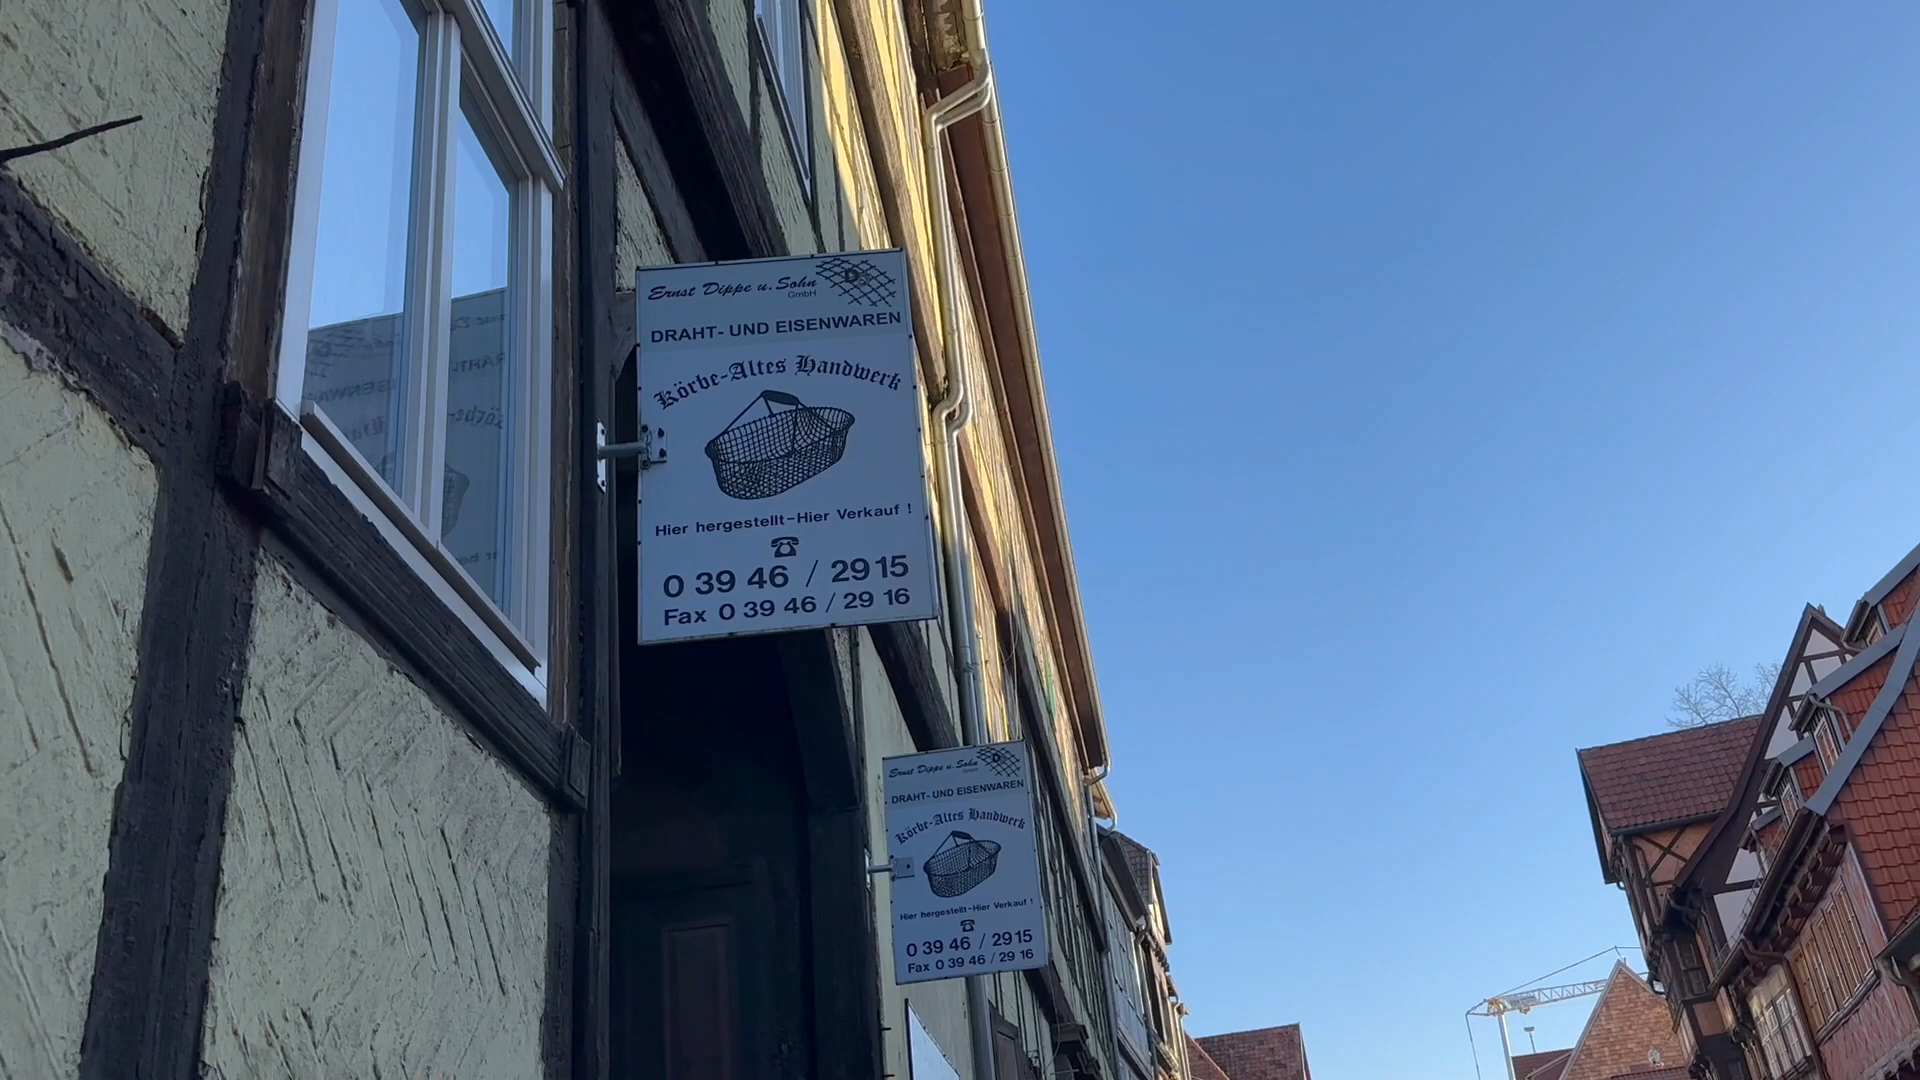 Ernst Dippe u. Sohn
GmbH
D
DRAHT- UND EISENWAREN
Körbe-Altes Handwerk
Hier hergestellt-Hier Verkauf !
0 39 46 / 29 15
Fax 0 39 46 / 29 16
Ernst Dippe u. Sohn
GmbH
D
DRAHT- UND EISENWAREN
Körbe-Altes Handwerk
Hier hergestellt-Hier Verkauf !
0 39 46 / 29 15
Fax 0 39 46 / 29 16